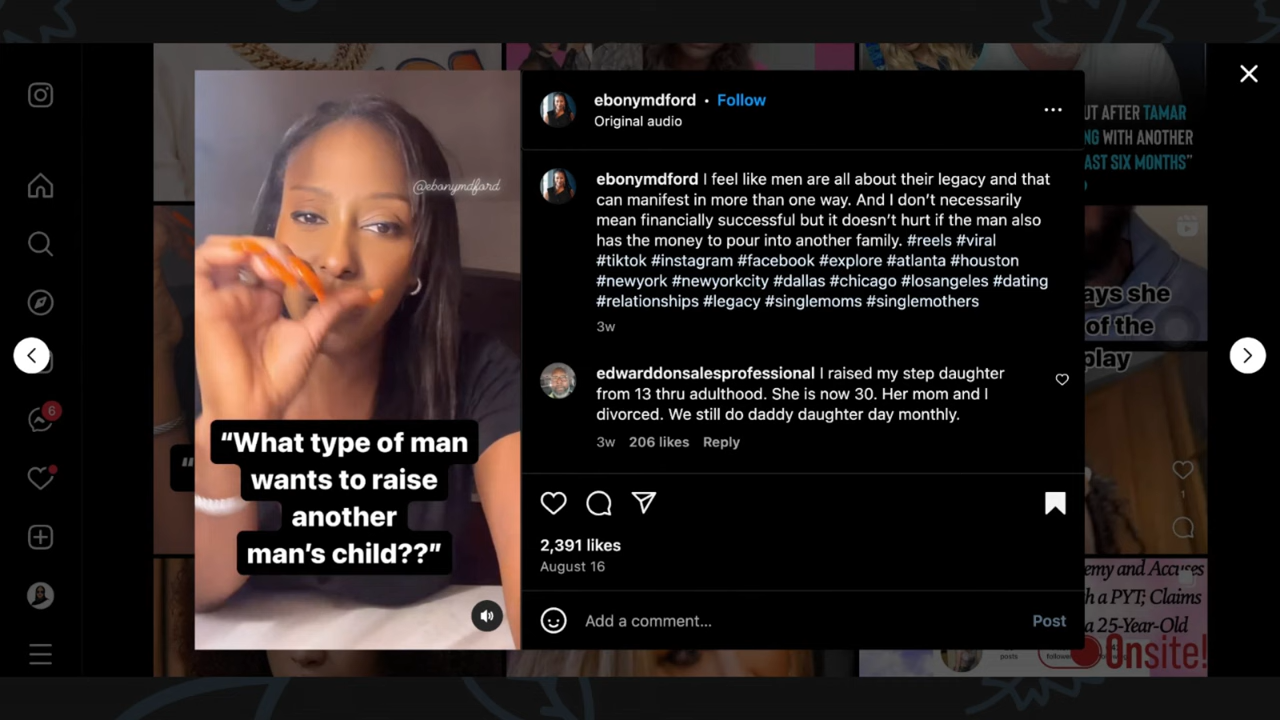 ebonymdford • Follow
Original audio
@ebonymdford
ebonymdford I feel like men are all about their legacy and that
can manifest in more than one way. And I don’t necessarily
mean financially successful but it doesn’t hurt if the man also
has the money to pour into another family. #reels #viral
#tiktok #instagram #facebook #explore #atlanta #houston
#newyork #newyorkcity #dallas #chicago #losangeles #dating
#relationships #legacy #singlemoms #singlemothers
3w
edwarddonsalesprofessional I raised my step daughter
from 13 thru adulthood. She is now 30. Her mom and I
divorced. We still do daddy daughter day monthly.
3w 206 likes Reply
“What type of man
wants to raise
another
man’s child??”
2,391 likes
August 16
Add a comment... Post
6
AFTER TAMAR
WITH ANOTHER
SIX MONTHS”
says she
of the
play
1
and Accuses
a PYT; Claims
a 25-Year-Old
posts
Onsite!